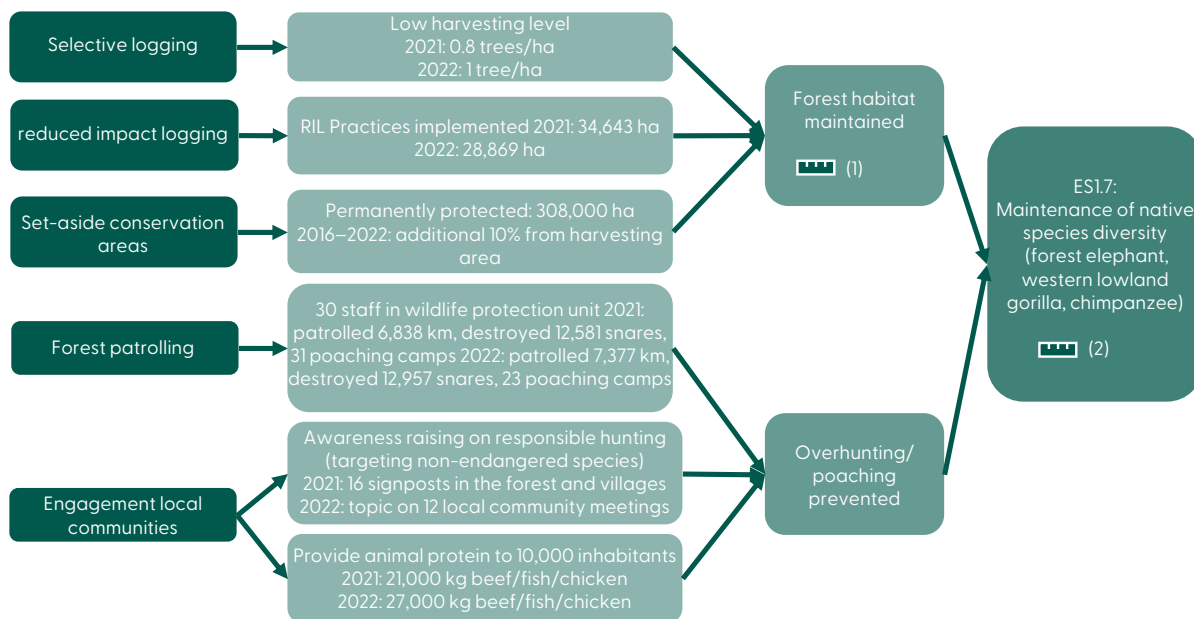 Selective logging
Low harvesting level
2021: 0.8 trees/ha
2022: 1 tree/ha
reduced impact logging
RIL Practices implemented 2021: 34,643 ha
2022: 28,869 ha
Set-aside conservation
areas
Permanently protected: 308,000 ha
2016–2022: additional 10% from harvesting
area
Forest habitat
maintained
(1)
Forest patrolling
30 staff in wildlife protection unit 2021:
patrolled 6,838 km, destroyed 12,581 snares,
31 poaching camps 2022: patrolled 7,377 km,
destroyed 12,957 snares, 23 poaching camps
Engagement local
communities
Awareness raising on responsible hunting
(targeting non-endangered species)
2021: 16 signposts in the forest and villages
2022: topic on 12 local community meetings
Provide animal protein to 10,000 inhabitants
2021: 21,000 kg beef/fish/chicken
2022: 27,000 kg beef/fish/chicken
Overhunting/
poaching
prevented
ES1.7:
Maintenance of native
species diversity
(forest elephant,
western lowland
gorilla, chimpanzee)
(2)